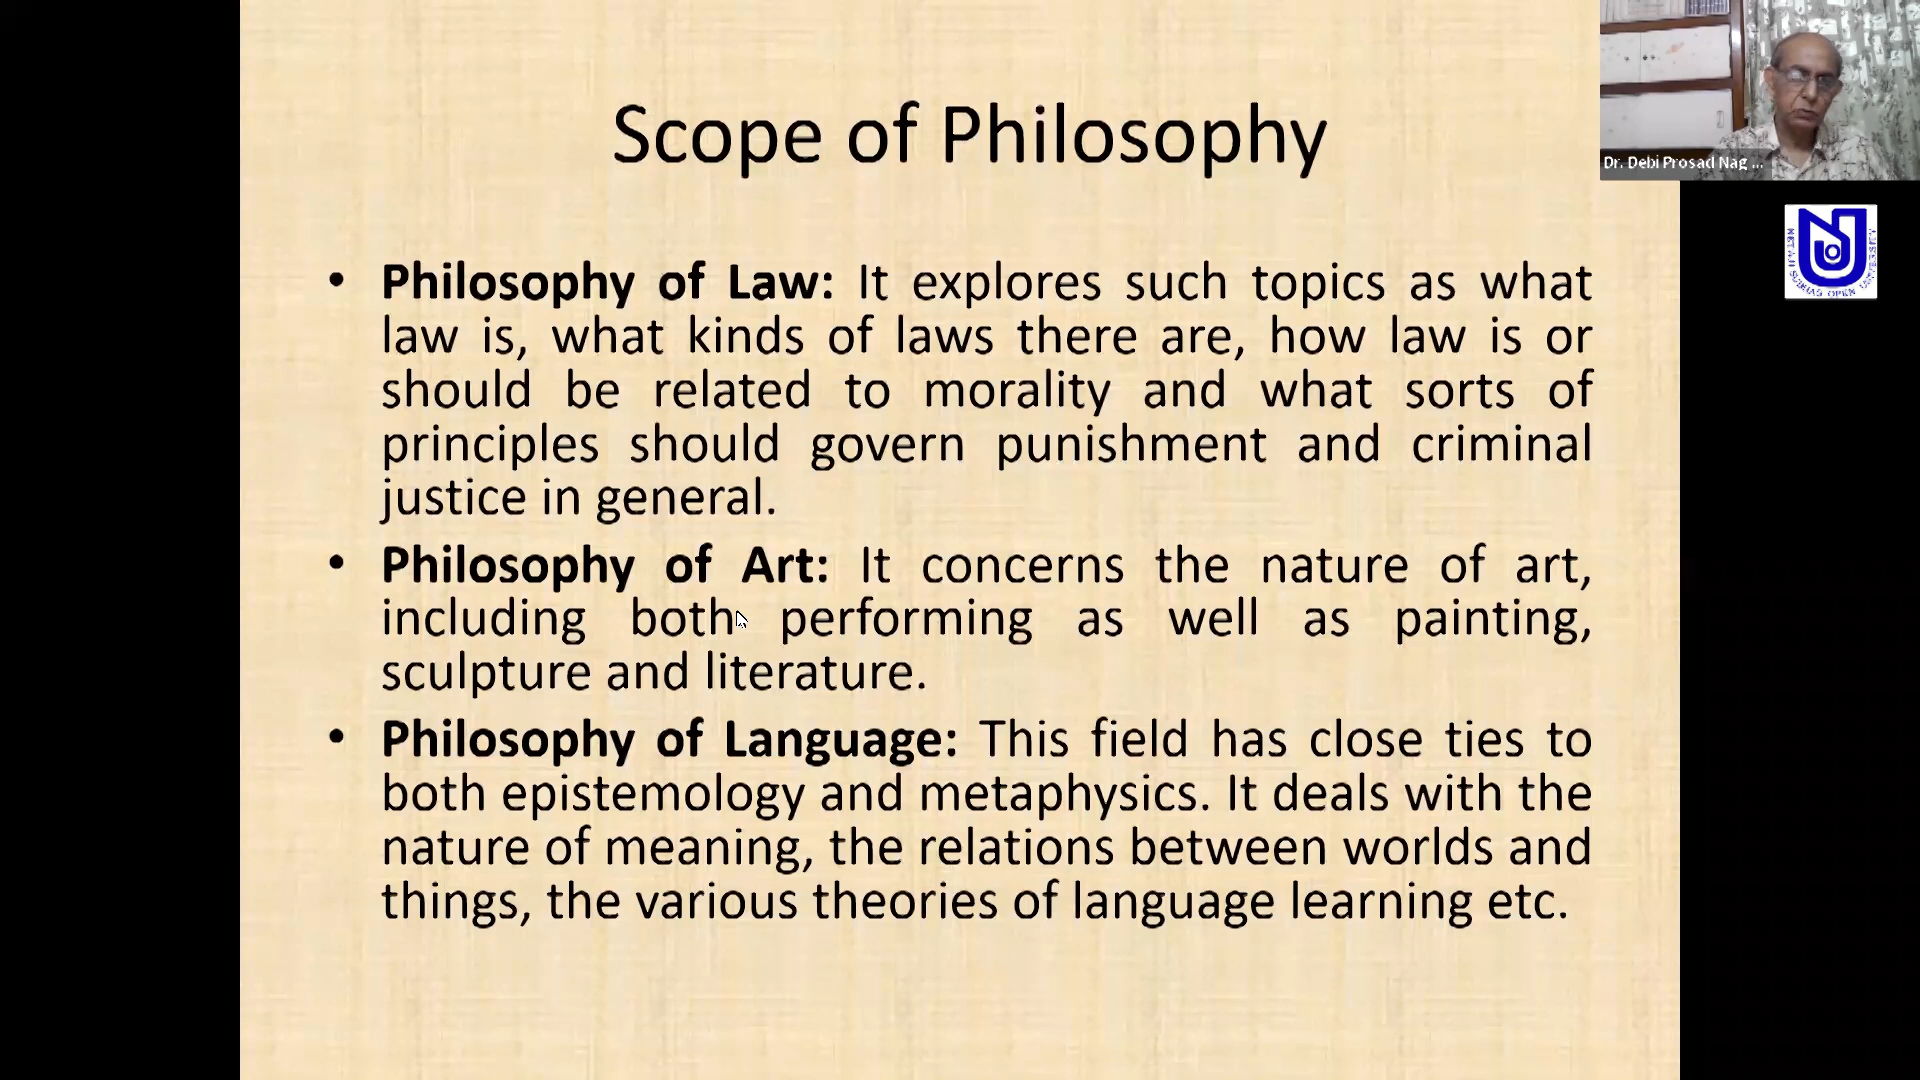 Scope of Philosophy
• Philosophy of Law: It explores such topics as what
law is, what kinds of laws there are, how law is or
should be related to morality and what sorts of
principles should govern punishment and criminal
justice in general.
• Philosophy of Art: It concerns the nature of art,
including both performing as well as painting,
sculpture and literature.
• Philosophy of Language: This field has close ties to
both epistemology and metaphysics. It deals with the
nature of meaning, the relations between worlds and
things, the various theories of language learning etc.
Dr. Debi Prosad Nag ...
NETAJI SUBHAS OPEN UNIVERSITY